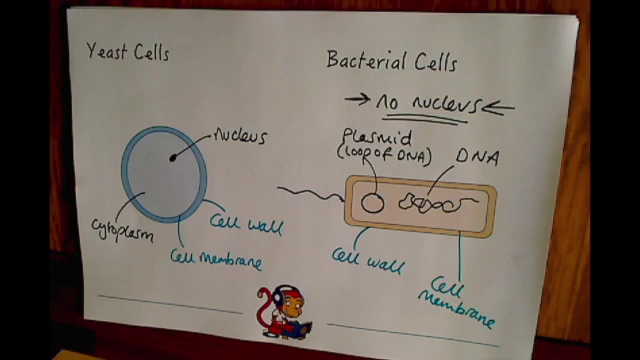 Yeast Cells
nucleus
cytoplasm
Cell wall
Cell membrane
Bacterial Cells
no nucleus
plasmid
(loop of DNA)
DNA
Cell wall
Cell
membrane